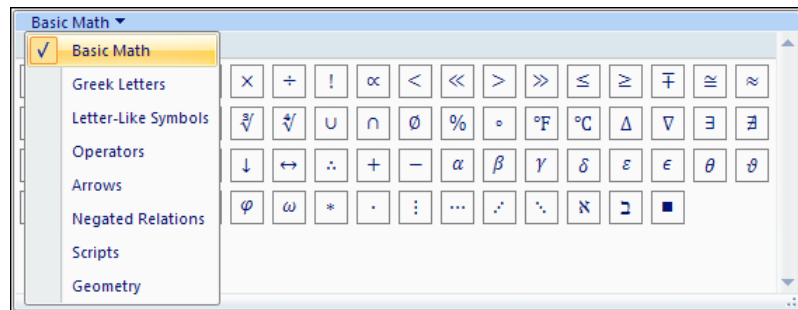 Basic Math
✓ Basic Math
Greek Letters
Letter-Like Symbols
Operators
Arrows
Negated Relations
Scripts
Geometry
× ÷ ! ∝ < ≪ > ≫ ≤ ≥ ∓ ≅ ≈
∛ ∜ ∪ ∩ ∅ % ° °F °C ∆ ∇ ∃ ∄
↓ ↔ ∴ + − α β γ δ ε ϵ θ ϑ
φ ω ∗ ∙ ⋮ ⋯ ⋰ ⋱ ℵ ℶ ∎